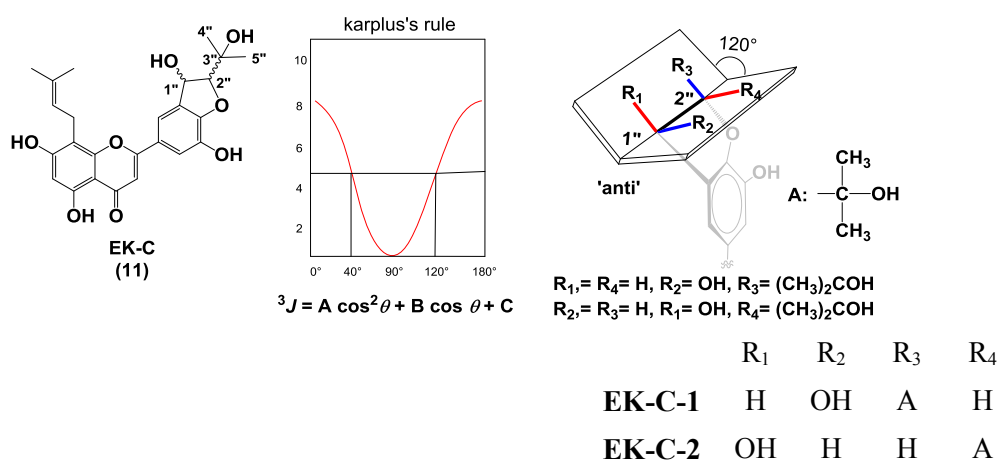 4"
OH
HO
3"
5"
1"
2"
O
HO
O
OH
OH
O
EK-C
(11)
karplus's rule
10
8
6
4
2
0° 40° 90° 120° 180°
³J = A cos²θ + B cos θ + C
120°
R₃
R₁
R₄
2"
R₂
1"
O
'anti'
OH
CH₃
A: C OH
CH₃
R₁,= R₄= H, R₂= OH, R₃= (CH₃)₂COH
R₂,= R₃= H, R₁= OH, R₄= (CH₃)₂COH
R₁ R₂ R₃ R₄
EK-C-1 H OH A H
EK-C-2 OH H H A